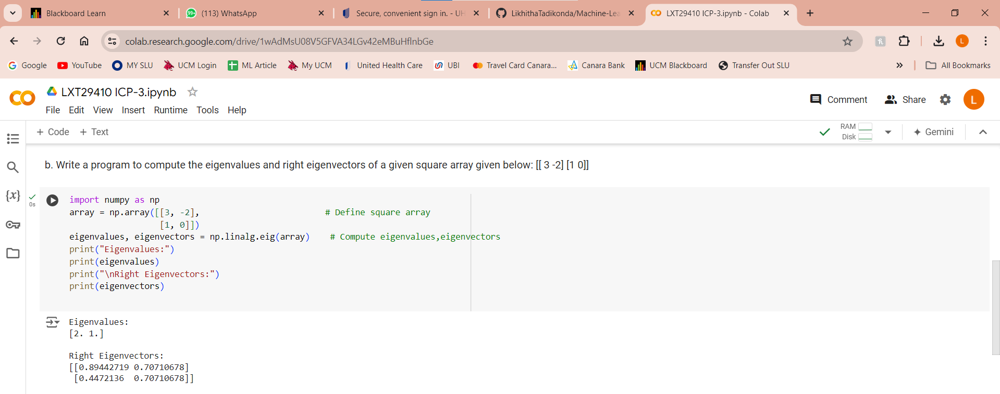 Blackboard Learn
99+ (113) WhatsApp
Secure, convenient sign in. - UH
LikhithaTadikonda/Machine-Lea
LXT29410 ICP-3.ipynb - Colab
colab.research.google.com/drive/1wAdMsU08V5GFVA34LGv42eMBuHflnbGe
L
Google YouTube MY SLU UCM Login ML Article My UCM United Health Care UBI Travel Card Canara... Canara Bank UCM Blackboard Transfer Out SLU » All Bookmarks
LXT29410 ICP-3.ipynb
File Edit View Insert Runtime Tools Help
Comment Share L
+ Code + Text
RAM
Disk
Gemini
b. Write a program to compute the eigenvalues and right eigenvectors of a given square array given below: [[ 3 -2] [1 0]]
{x}
0s
import numpy as np
array = np.array([[3, -2], # Define square array
[1, 0]])
eigenvalues, eigenvectors = np.linalg.eig(array) # Compute eigenvalues,eigenvectors
print("Eigenvalues:")
print(eigenvalues)
print("\nRight Eigenvectors:")
print(eigenvectors)
Eigenvalues:
[2. 1.]
Right Eigenvectors:
[[0.89442719 0.70710678]
[0.4472136  0.70710678]]